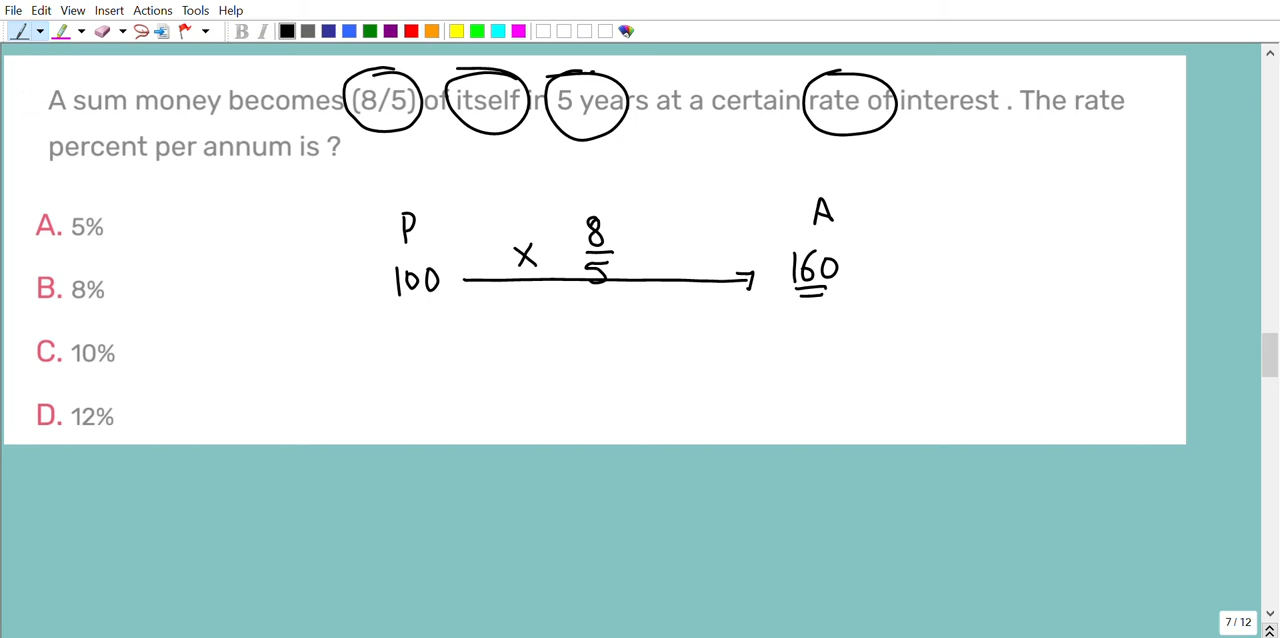 File Edit View Insert Actions Tools Help
B I
A sum money becomes (8/5) of itself in 5 years at a certain rate of interest . The rate
percent per annum is ?
A. 5%
B. 8%
C. 10%
D. 12%
P A
100 × 8/5 160
7 / 12